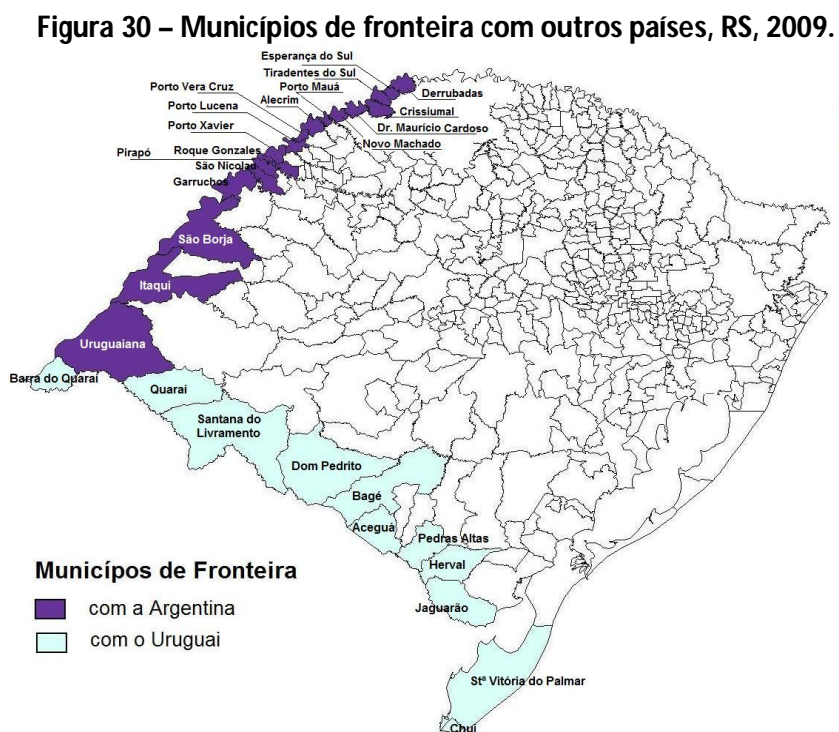 Figura 30 – Municípios de fronteira com outros países, RS, 2009.
Esperança do Sul
Tiradentes do Sul
Porto Vera Cruz
Porto Mauá
Derrubadas
Alecrim
Porto Lucena
Crissiumal
Porto Xavier
Dr. Maurício Cardoso
Novo Machado
Pirapó
Roque Gonzales
São Nicolau
Garruchos
São Borja
Itaqui
Uruguaiana
Barra do Quaraí
Quaraí
Santana do
Livramento
Dom Pedrito
Bagé
Aceguá
Pedras Altas
Herval
Jaguarão
Stª Vitória do Palmar
Chuí
Municípos de Fronteira
com a Argentina
com o Uruguai